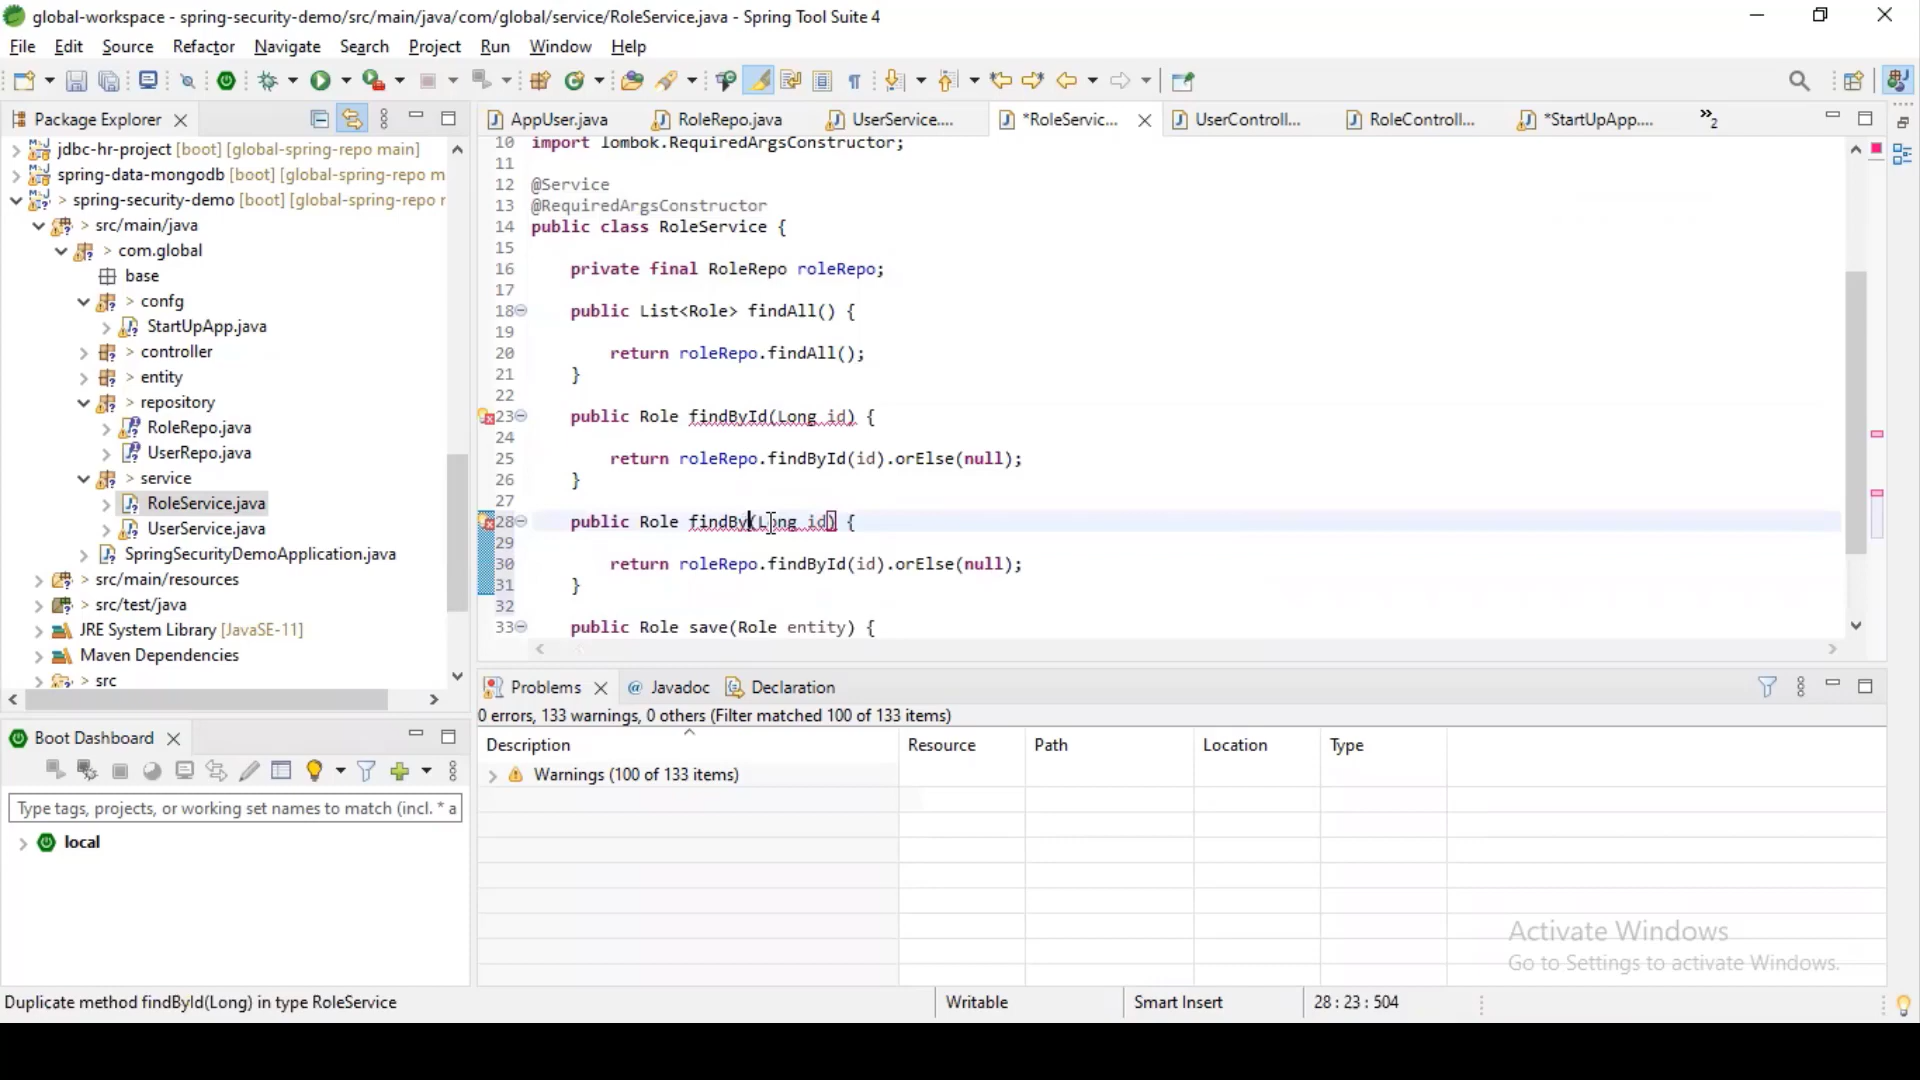 global-workspace - spring-security-demo/src/main/java/com/global/service/RoleService.java - Spring Tool Suite 4
File Edit Source Refactor Navigate Search Project Run Window Help
Package Explorer
jdbc-hr-project [boot] [global-spring-repo main]
spring-data-mongodb [boot] [global-spring-repo m
> spring-security-demo [boot] [global-spring-repo r
> src/main/java
> com.global
base
> confg
> StartUpApp.java
> controller
> entity
> repository
RoleRepo.java
UserRepo.java
> service
RoleService.java
UserService.java
SpringSecurityDemoApplication.java
> src/main/resources
> src/test/java
JRE System Library [JavaSE-11]
Maven Dependencies
> src
AppUser.java RoleRepo.java UserService.... *RoleServic... UserControll... RoleControll... *StartUpApp.... »2
10 import lombok.RequiredArgsConstructor;
11
12 @Service
13 @RequiredArgsConstructor
14 public class RoleService {
15
16 private final RoleRepo roleRepo;
17
18 public List<Role> findAll() {
19
20 return roleRepo.findAll();
21 }
22
23 public Role findById(Long id) {
24
25 return roleRepo.findById(id).orElse(null);
26 }
27
28 public Role findBy(Long id) {
29
30 return roleRepo.findById(id).orElse(null);
31 }
32
33 public Role save(Role entity) {
Problems @ Javadoc Declaration
0 errors, 133 warnings, 0 others (Filter matched 100 of 133 items)
Description Resource Path Location Type
Warnings (100 of 133 items)
Boot Dashboard
Type tags, projects, or working set names to match (incl. * a
local
Activate Windows
Go to Settings to activate Windows.
Duplicate method findById(Long) in type RoleService Writable Smart Insert 28 : 23 : 504